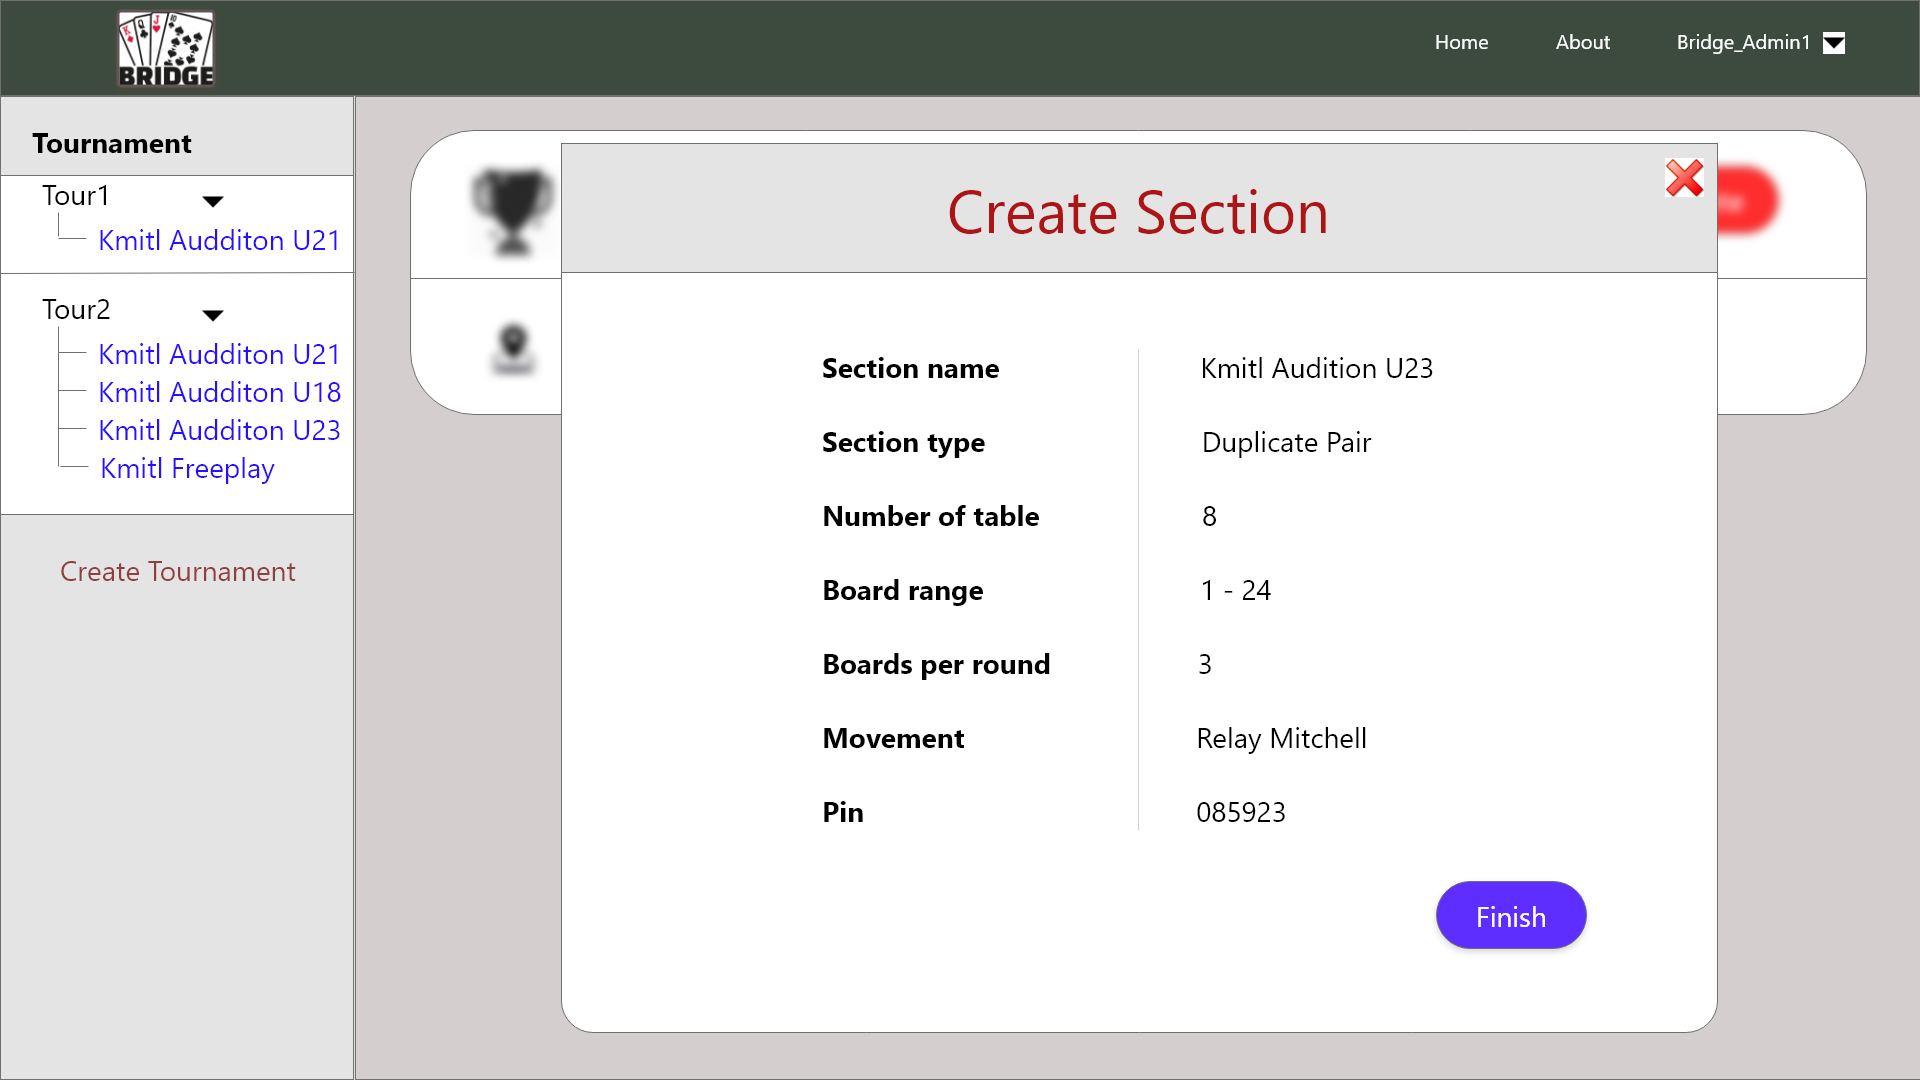 BRIDGE
Home About Bridge_Admin1
Tournament
Tour1
Kmitl Audditon U21
Tour2
Kmitl Audditon U21
Kmitl Audditon U18
Kmitl Audditon U23
Kmitl Freeplay
Create Tournament
Create Section
Section name Kmitl Audition U23
Section type Duplicate Pair
Number of table 8
Board range 1 - 24
Boards per round 3
Movement Relay Mitchell
Pin 085923
Finish